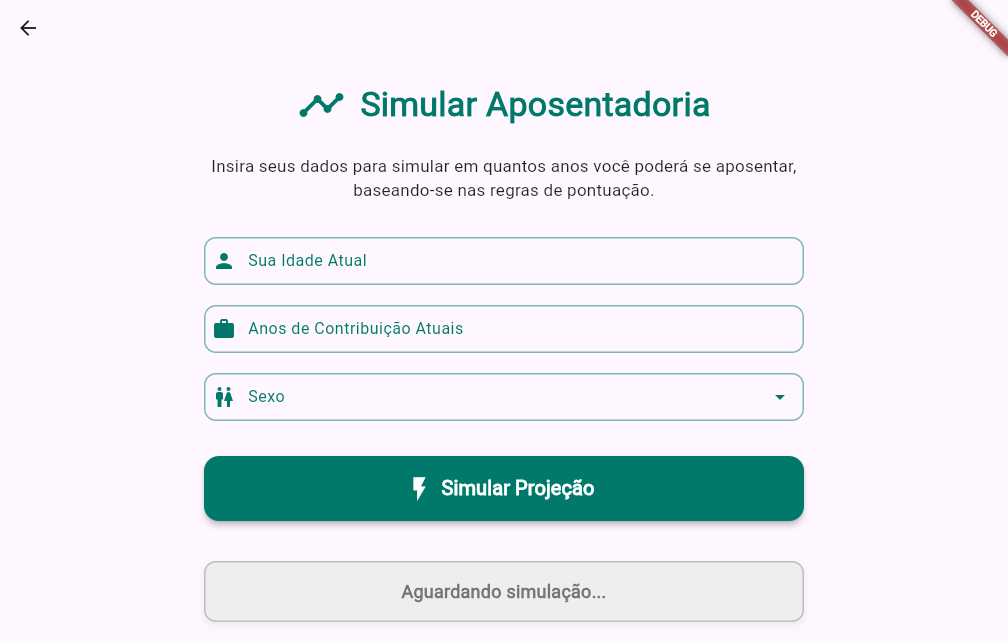 DEBUG
Simular Aposentadoria
Insira seus dados para simular em quantos anos você poderá se aposentar,
baseando-se nas regras de pontuação.
Sua Idade Atual
Anos de Contribuição Atuais
Sexo
Simular Projeção
Aguardando simulação...